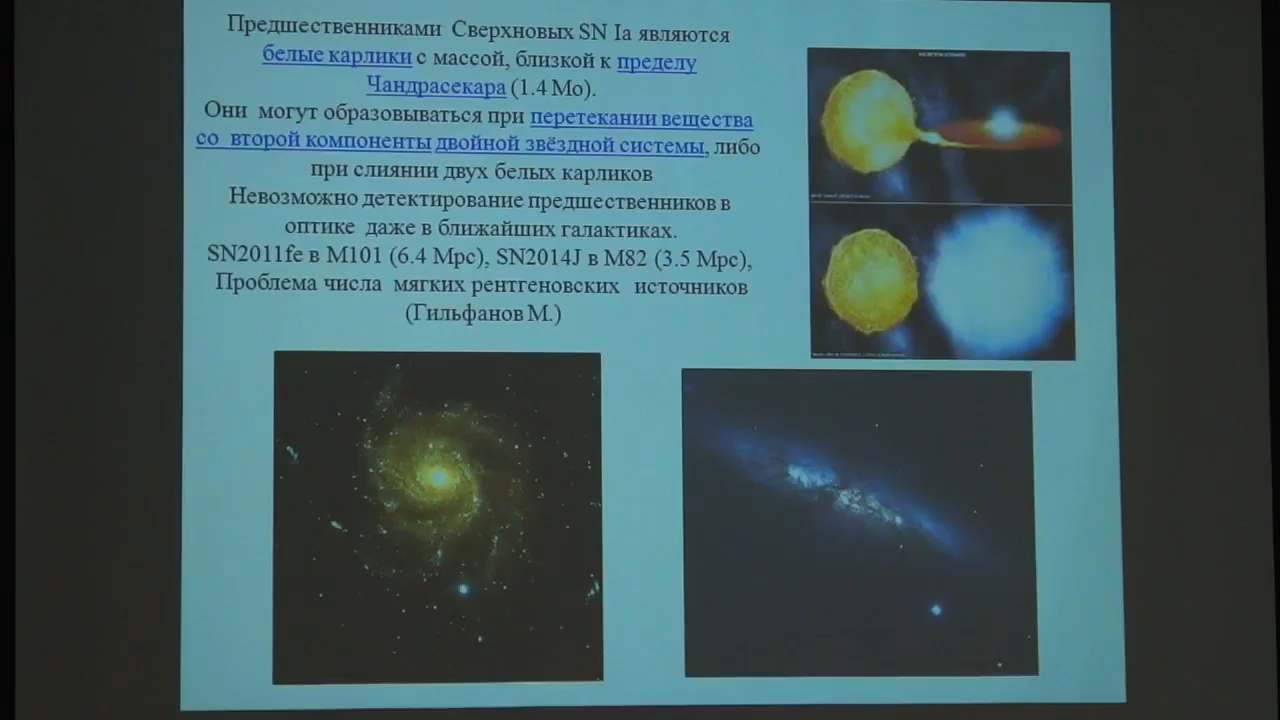 Предшественниками Сверхновых SN Ia являются
белые карлики с массой, близкой к пределу
Чандрасекара (1.4 Mo).
Они могут образовываться при перетекании вещества
со второй компоненты двойной звёздной системы, либо
при слиянии двух белых карликов
Невозможно детектирование предшественников в
оптике даже в ближайших галактиках.
SN2011fe в M101 (6.4 Mpc), SN2014J в M82 (3.5 Mpc),
Проблема числа мягких рентгеновских источников
(Гильфанов М.)